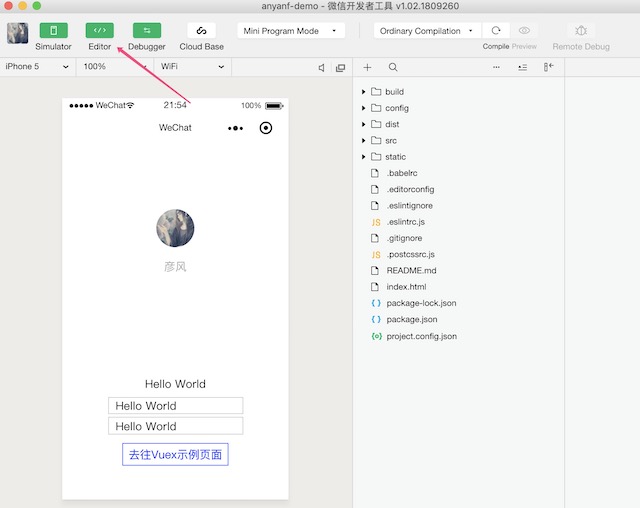 anyanf-demo - 微信开发者工具 v1.02.1809260
Simulator Editor Debugger Cloud Base Mini Program Mode Ordinary Compilation Compile Preview Remote Debug
iPhone 5 100% WiFi
WeChat 21:54 100%
WeChat
彦风
Hello World
Hello World
Hello World
去往Vuex示例页面
build
config
dist
src
static
.babelrc
.editorconfig
.eslintignore
JS .eslintrc.js
.gitignore
JS .postcssrc.js
README.md
index.html
{ } package-lock.json
{ } package.json
project.config.json